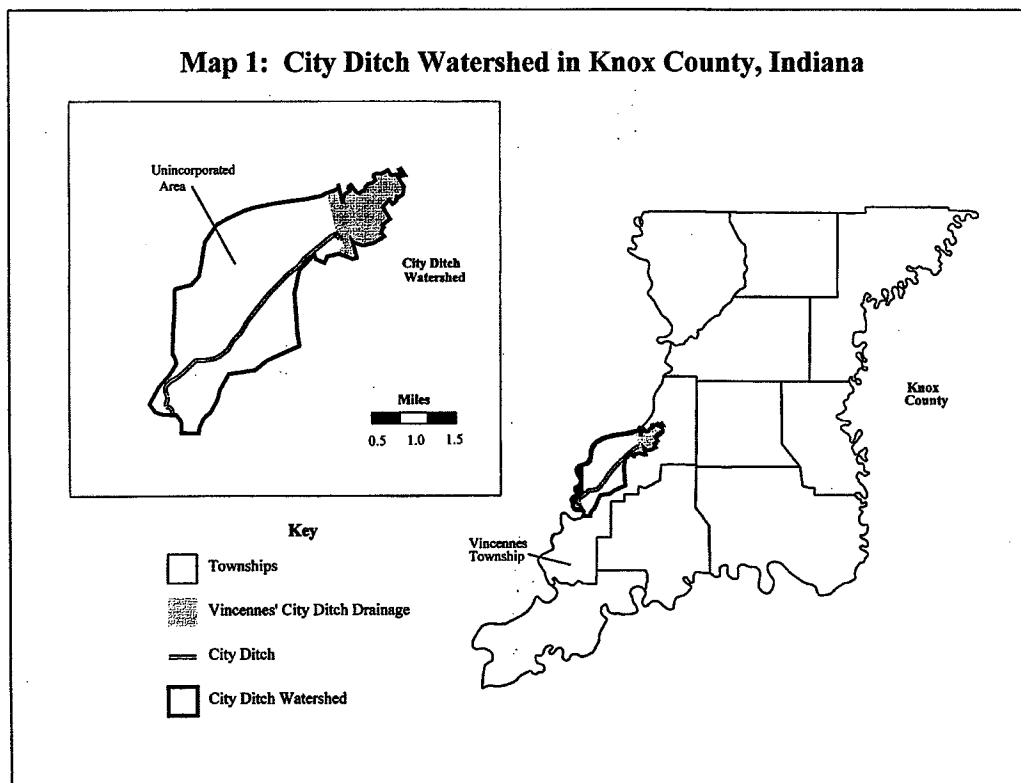 Map 1: City Ditch Watershed in Knox County, Indiana
Unincorporated
Area
City Ditch
Watershed
Miles
0.5 1.0 1.5
Knox
County
Vincennes
Township
Key
Townships
Vincennes' City Ditch Drainage
City Ditch
City Ditch Watershed